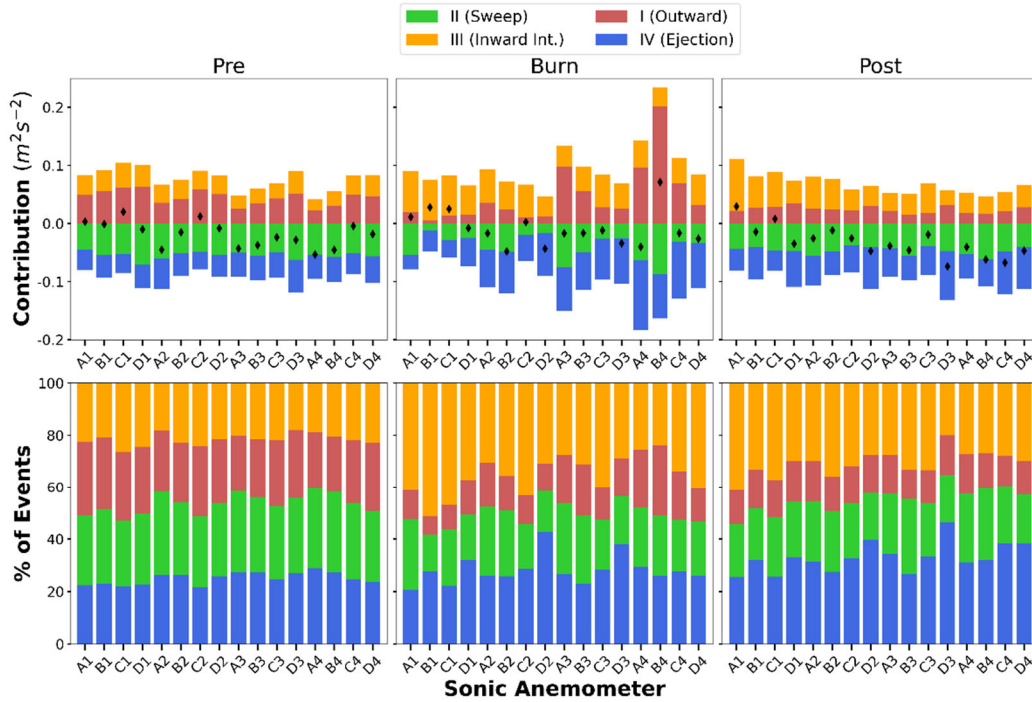 II (Sweep) I (Outward)
III (Inward Int.) IV (Ejection)
Pre Burn Post
Contribution (m²s⁻²)
0.2
0.1
0.0
-0.1
-0.2
A1 B1 C1 D1 A2 B2 C2 D2 A3 B3 C3 D3 A4 B4 C4 D4
A1 B1 C1 D1 A2 B2 C2 D2 A3 B3 C3 D3 A4 B4 C4 D4
A1 B1 C1 D1 A2 B2 C2 D2 A3 B3 C3 D3 A4 B4 C4 D4
% of Events
100
80
60
40
20
0
A1 B1 C1 D1 A2 B2 C2 D2 A3 B3 C3 D3 A4 B4 C4 D4
A1 B1 C1 D1 A2 B2 C2 D2 A3 B3 C3 D3 A4 B4 C4 D4
A1 B1 C1 D1 A2 B2 C2 D2 A3 B3 C3 D3 A4 B4 C4 D4
Sonic Anemometer